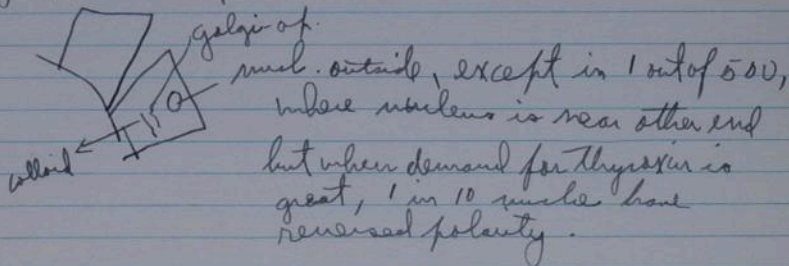 golgi ap.
nucl. outside, except in 1 out of 500,
where nucleus is near other end
colloid
but when demand for Thyroxin is
great, 1 in 10 nuclei have
reversed polarity.